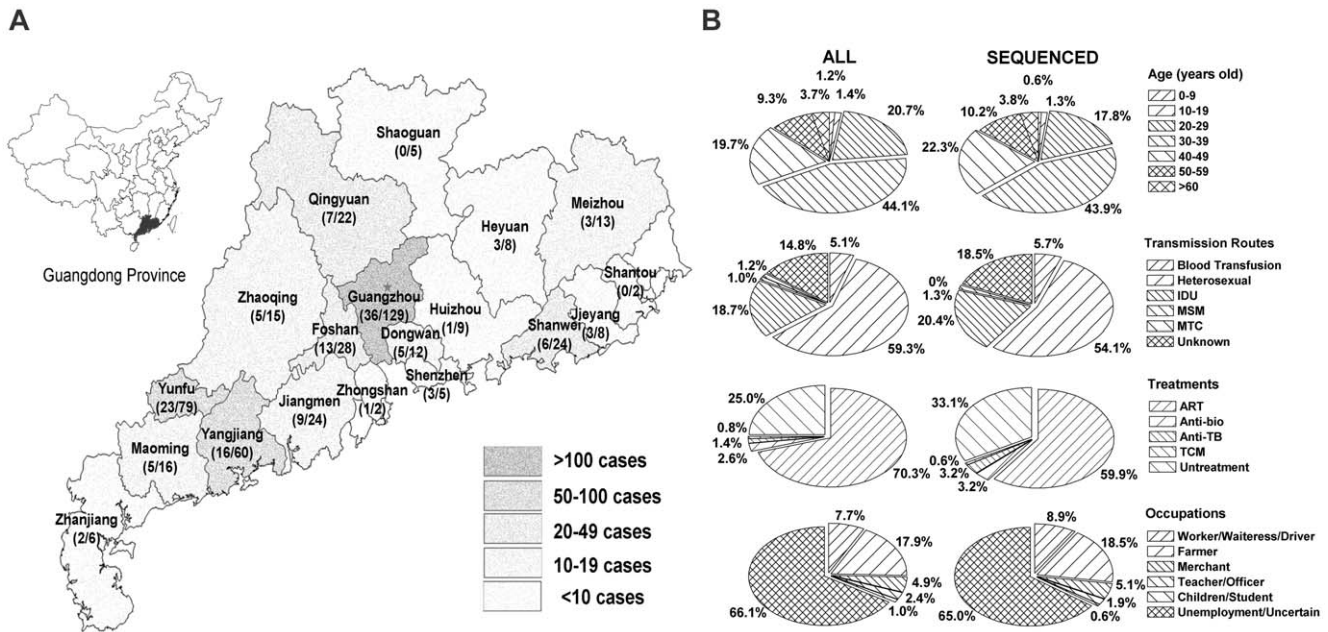 A
Guangdong Province
Shaoguan
(0/5)
Qingyuan
(7/22)
Heyuan
3/8)
Meizhou
(3/13)
Shantou
(0/2)
Zhaoqing
(5/15)
Guangzhou
(36/129)
Huizhou
(1/9)
Jieyang
(3/8)
Shanwei
(6/24)
Foshan
(13/28)
Dongwan
(5/12)
Shenzhen
(3/5)
Zhongshan
(1/2)
Jiangmen
(9/24)
Yunfu
(23/79)
Yangjiang
(16/60)
Maoming
(5/16)
Zhanjiang
(2/6)
>100 cases
50-100 cases
20-49 cases
10-19 cases
<10 cases
B
ALL
SEQUENCED
1.2%
9.3% 3.7% 1.4%
20.7%
19.7%
44.1%
0.6%
10.2% 3.8% 1.3%
17.8%
22.3%
43.9%
Age (years old)
0-9
10-19
20-29
30-39
40-49
50-59
>60
14.8% 5.1%
1.2%
1.0%
18.7%
59.3%
18.5% 5.7%
0%
1.3%
20.4%
54.1%
Transmission Routes
Blood Transfusion
Heterosexual
IDU
MSM
MTC
Unknown
25.0%
0.8%
1.4%
2.6%
70.3%
33.1%
0.6%
3.2%
3.2%
59.9%
Treatments
ART
Anti-bio
Anti-TB
TCM
Untreatment
7.7%
17.9%
4.9%
2.4%
1.0%
66.1%
8.9%
18.5%
5.1%
1.9%
0.6%
65.0%
Occupations
Worker/Waiteress/Driver
Farmer
Merchant
Teacher/Officer
Children/Student
Unemployment/Uncertain